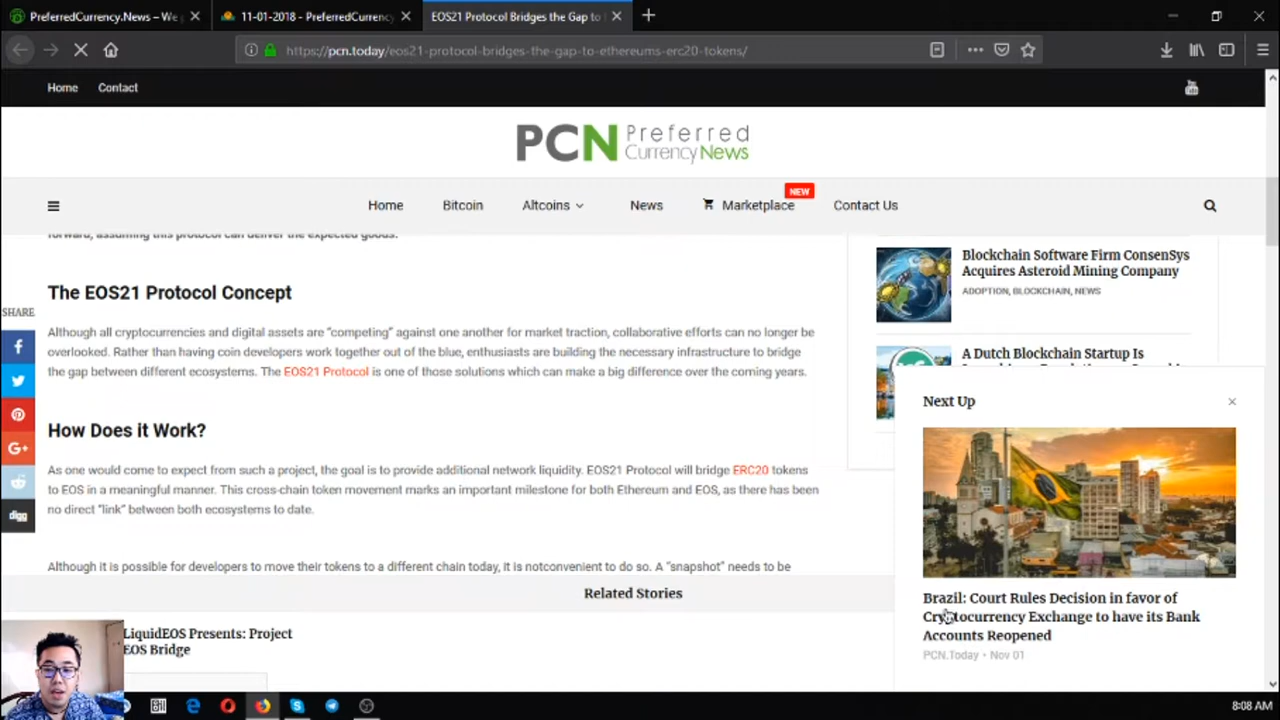 PreferredCurrency.News – We g
11-01-2018 - PreferredCurrency
EOS21 Protocol Bridges the Gap to
https://pcn.today/eos21-protocol-bridges-the-gap-to-ethereums-erc20-tokens/
Home Contact
PCN Preferred
CurrencyNews
NEW
Home Bitcoin Altcoins News Marketplace Contact Us
forward, assuming this protocol can deliver the expected goods.
The EOS21 Protocol Concept
Although all cryptocurrencies and digital assets are “competing” against one another for market traction, collaborative efforts can no longer be
overlooked. Rather than having coin developers work together out of the blue, enthusiasts are building the necessary infrastructure to bridge
the gap between different ecosystems. The EOS21 Protocol is one of those solutions which can make a big difference over the coming years.
How Does it Work?
As one would come to expect from such a project, the goal is to provide additional network liquidity. EOS21 Protocol will bridge ERC20 tokens
to EOS in a meaningful manner. This cross-chain token movement marks an important milestone for both Ethereum and EOS, as there has been
no direct “link” between both ecosystems to date.
Although it is possible for developers to move their tokens to a different chain today, it is notconvenient to do so. A “snapshot” needs to be
SHARE
G+
digg
Blockchain Software Firm ConsenSys
Acquires Asteroid Mining Company
ADOPTION, BLOCKCHAIN, NEWS
A Dutch Blockchain Startup Is
Next Up
Brazil: Court Rules Decision in favor of
Cryptocurrency Exchange to have its Bank
Accounts Reopened
PCN.Today • Nov 01
Related Stories
LiquidEOS Presents: Project
EOS Bridge
8:08 AM